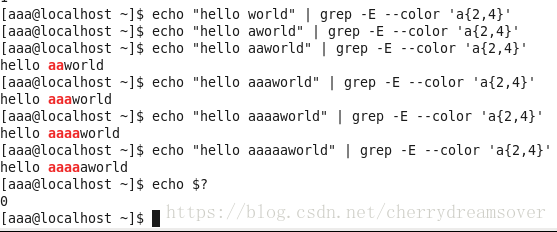 [aaa@localhost ~]$ echo "hello world" | grep -E --color 'a{2,4}'
[aaa@localhost ~]$ echo "hello aworld" | grep -E --color 'a{2,4}'
[aaa@localhost ~]$ echo "hello aaworld" | grep -E --color 'a{2,4}'
hello aaworld
[aaa@localhost ~]$ echo "hello aaaworld" | grep -E --color 'a{2,4}'
hello aaaworld
[aaa@localhost ~]$ echo "hello aaaaworld" | grep -E --color 'a{2,4}'
hello aaaaworld
[aaa@localhost ~]$ echo "hello aaaaaworld" | grep -E --color 'a{2,4}'
hello aaaaaworld
[aaa@localhost ~]$ echo $?
0
[aaa@localhost ~]$
https://blog.csdn.net/cherrydreamsover